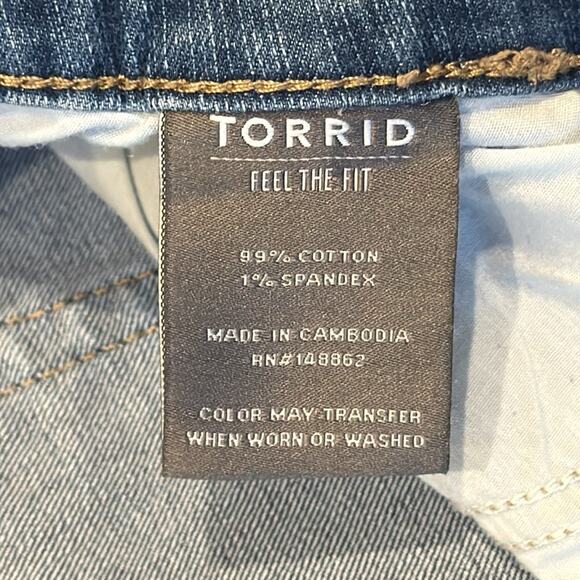 TORRID
FEEL THE FIT
99% COTTON
1% SPANDEX
MADE IN CAMBODIA
RN#148862
COLOR MAY TRANSFER
WHEN WORN OR WASHED